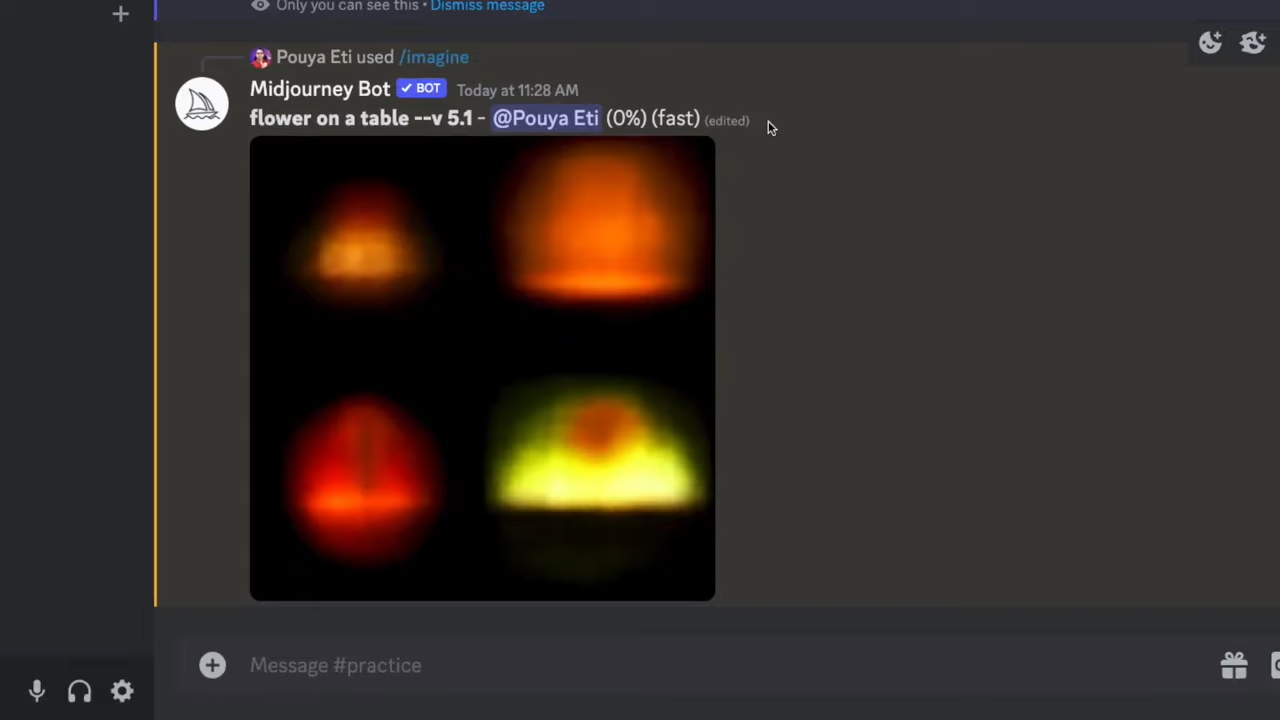 Only you can see this • Dismiss message
Pouya Eti used /imagine
Midjourney Bot ✓ BOT Today at 11:28 AM
flower on a table --v 5.1 - @Pouya Eti (0%) (fast) (edited)
Message #practice